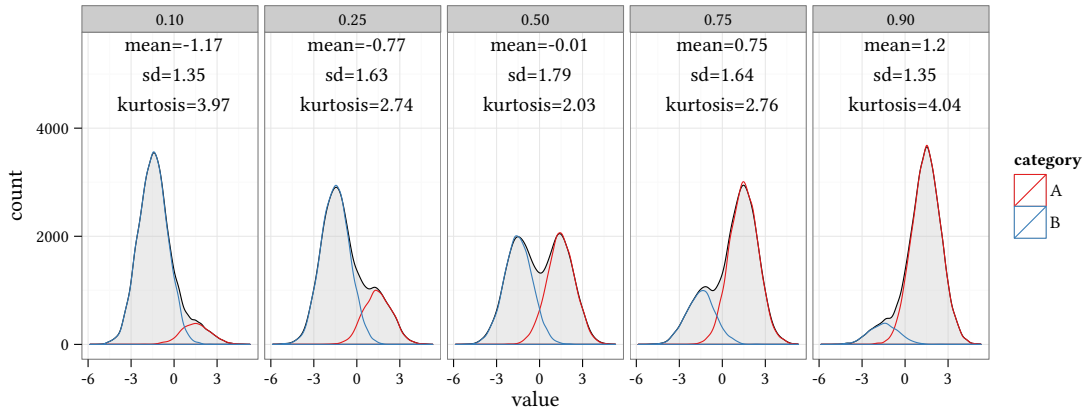 0.10 0.25 0.50 0.75 0.90
mean=-1.17 mean=-0.77 mean=-0.01 mean=0.75 mean=1.2
sd=1.35 sd=1.63 sd=1.79 sd=1.64 sd=1.35
kurtosis=3.97 kurtosis=2.74 kurtosis=2.03 kurtosis=2.76 kurtosis=4.04
4000
category
A
count
B
2000
0
-6 -3 0 3 -6 -3 0 3 -6 -3 0 3 -6 -3 0 3 -6 -3 0 3
value